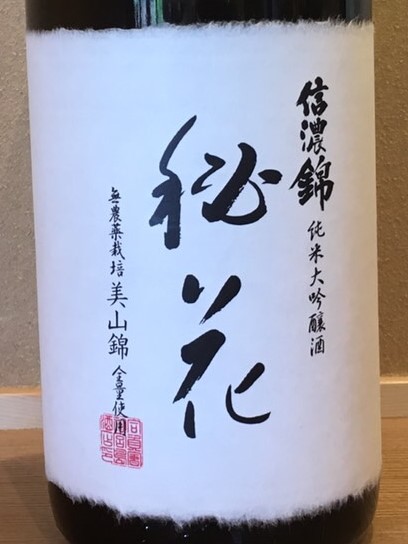 信濃錦 純米大吟醸酒
秘花
無農薬栽培 美山錦 全量使用